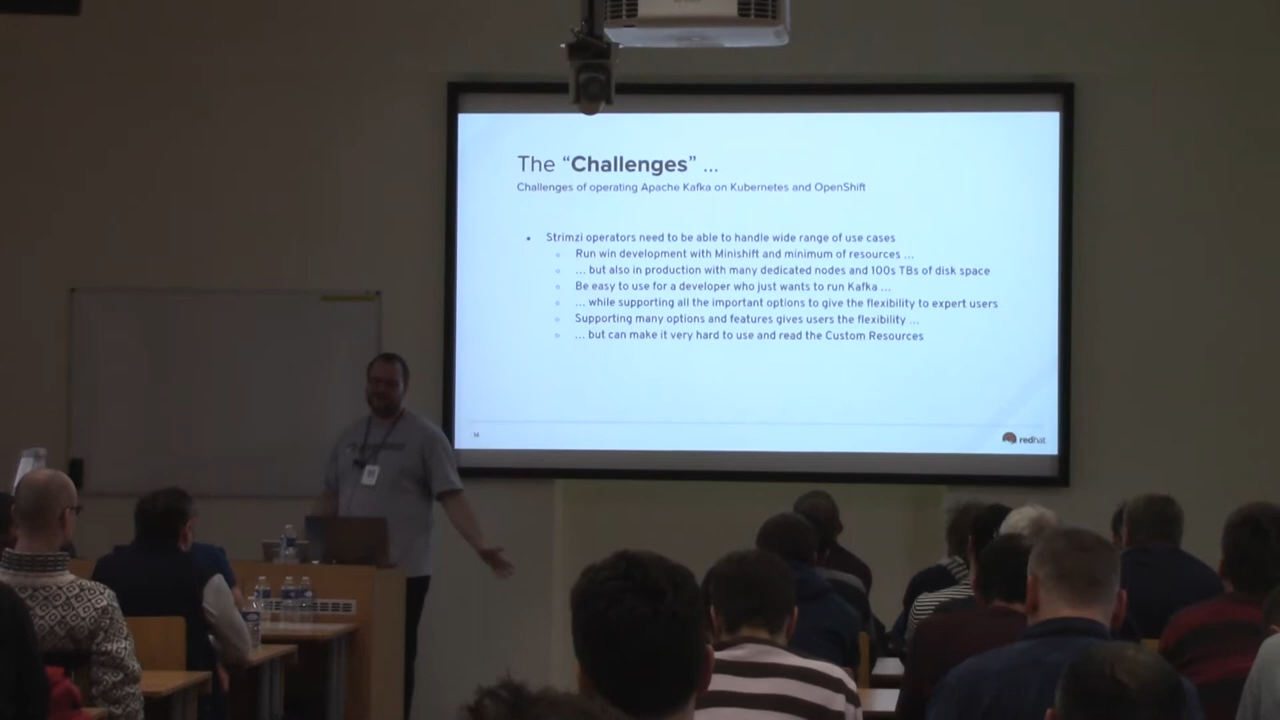 The “Challenges” ...
Challenges of operating Apache Kafka on Kubernetes and OpenShift
• Strimzi operators need to be able to handle wide range of use cases
○ Run win development with Minishift and minimum of resources ...
○ ... but also in production with many dedicated nodes and 100s TBs of disk space
○ Be easy to use for a developer who just wants to run Kafka ...
○ ... while supporting all the important options to give the flexibility to expert users
○ Supporting many options and features gives users the flexibility ...
○ ... but can make it very hard to use and read the Custom Resources
redhat